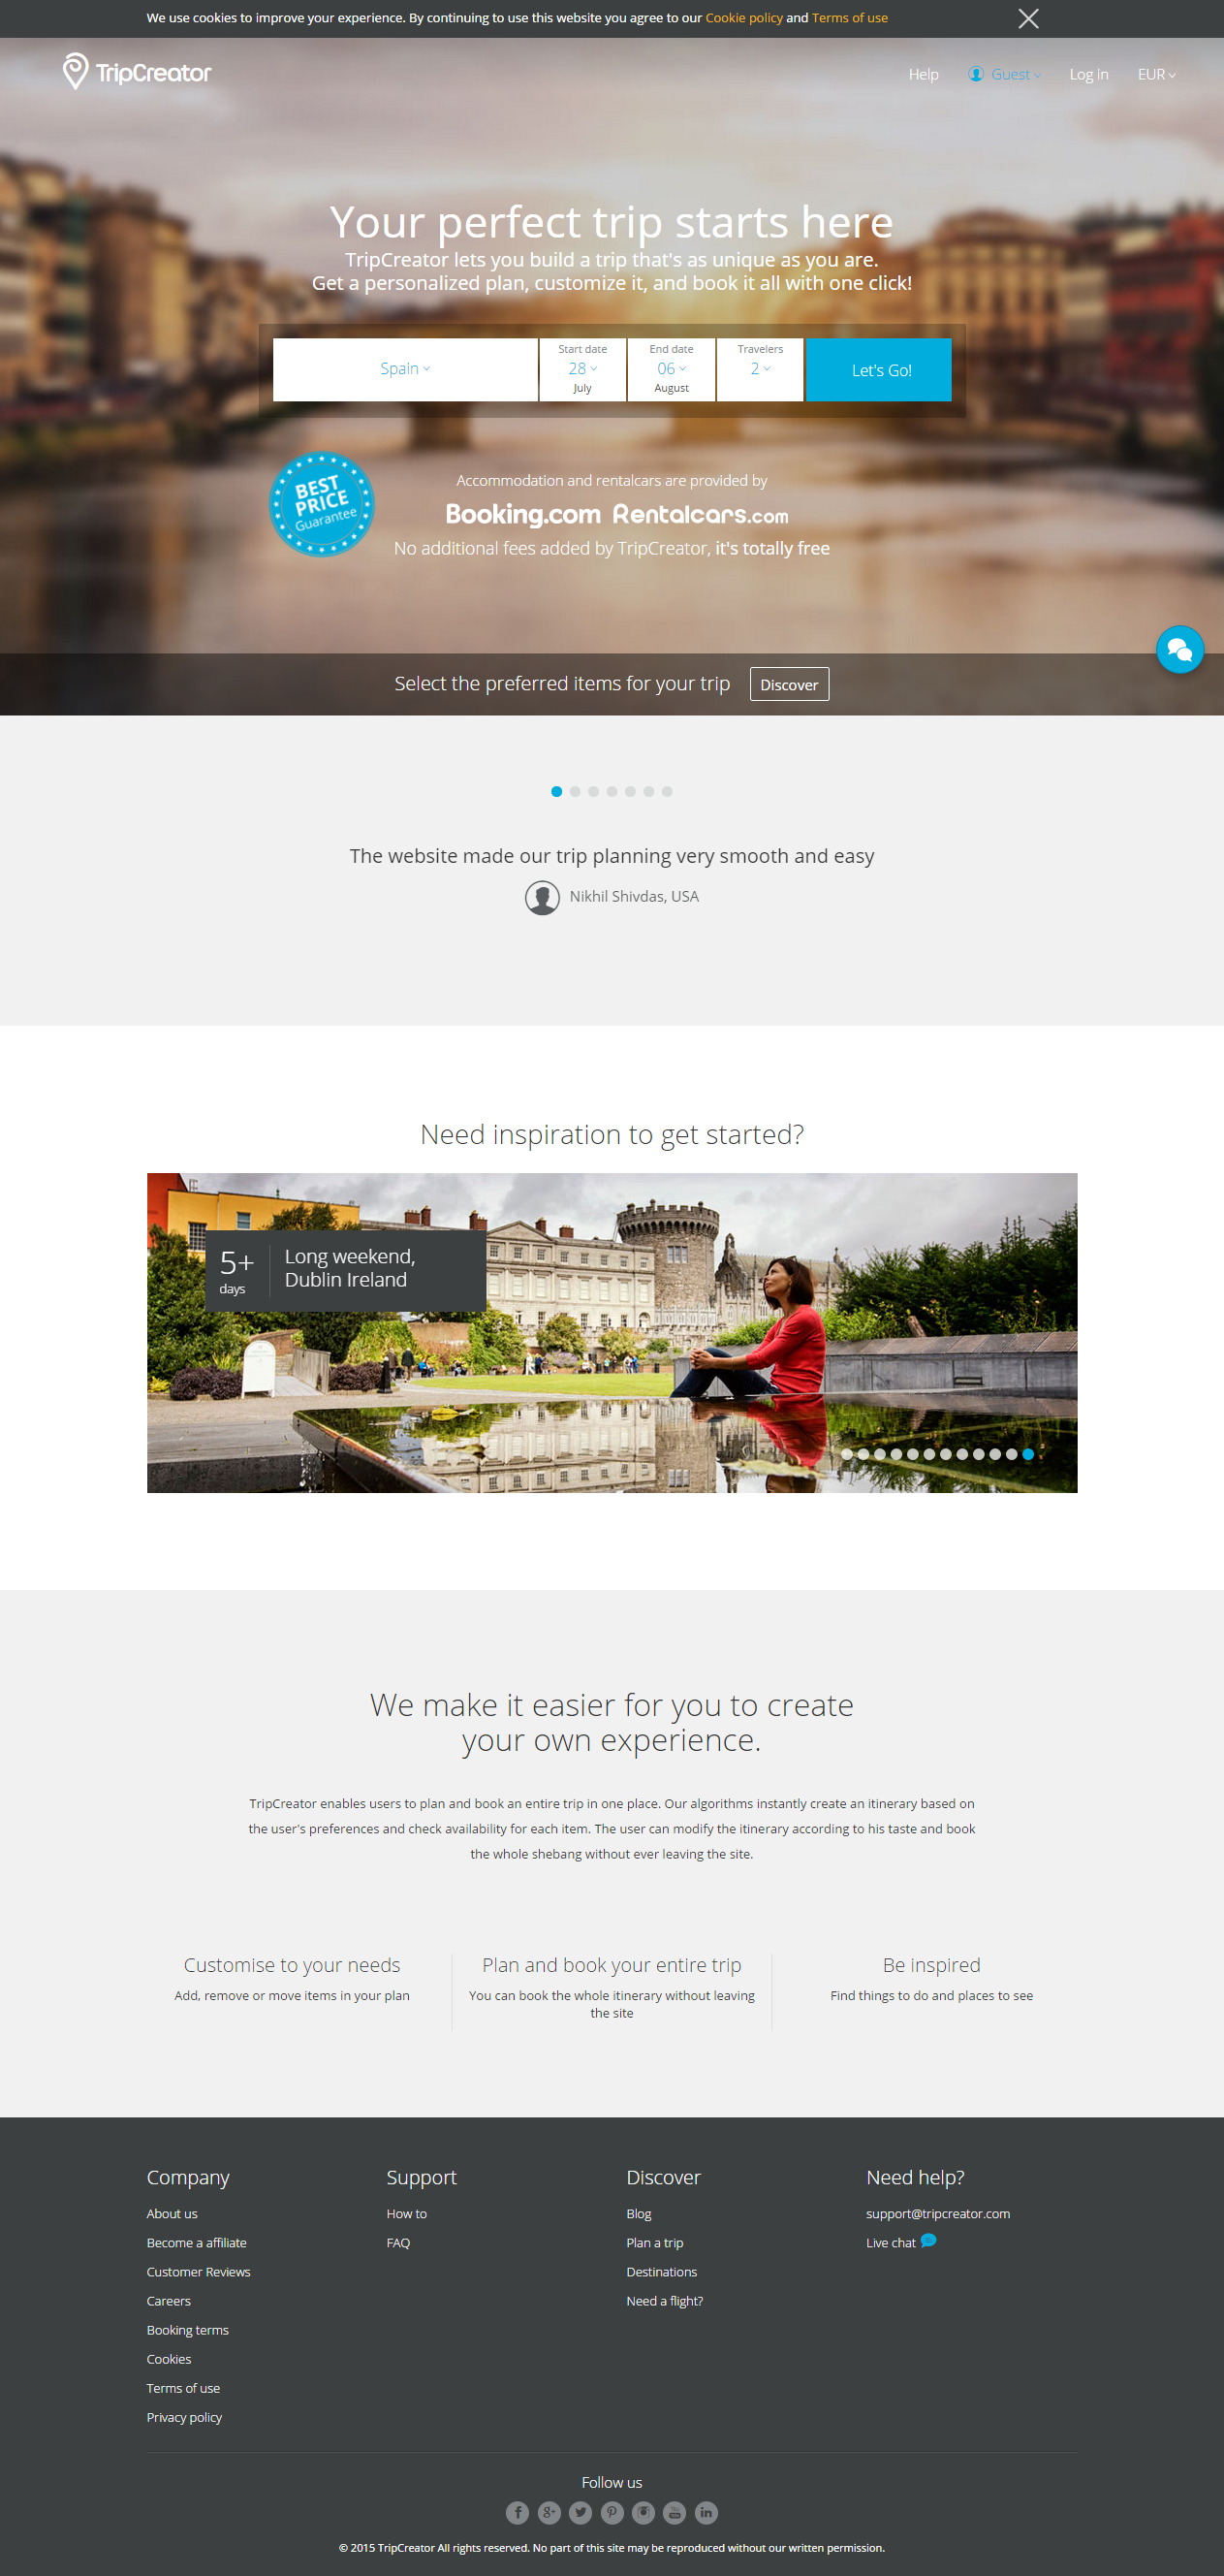 We use cookies to improve your experience. By continuing to use this website you agree to our Cookie policy and Terms of use
TripCreator
Help
Guest
Log in
EUR
Your perfect trip starts here
TripCreator lets you build a trip that's as unique as you are.
Get a personalized plan, customize it, and book it all with one click!
Spain
Start date
28
July
End date
06
August
Travelers
2
Let's Go!
BEST
PRICE
Guarantee
Accommodation and rentalcars are provided by
Booking.com Rentalcars.com
No additional fees added by TripCreator, it's totally free
Select the preferred items for your trip
Discover
The website made our trip planning very smooth and easy
Nikhil Shivdas, USA
Need inspiration to get started?
5+
days
Long weekend,
Dublin Ireland
We make it easier for you to create
your own experience.
TripCreator enables users to plan and book an entire trip in one place. Our algorithms instantly create an itinerary based on
the user's preferences and check availability for each item. The user can modify the itinerary according to his taste and book
the whole shebang without ever leaving the site.
Customise to your needs
Add, remove or move items in your plan
Plan and book your entire trip
You can book the whole itinerary without leaving
the site
Be inspired
Find things to do and places to see
Company
About us
Become a affiliate
Customer Reviews
Careers
Booking terms
Cookies
Terms of use
Privacy policy
Support
How to
FAQ
Discover
Blog
Plan a trip
Destinations
Need a flight?
Need help?
support@tripcreator.com
Live chat
Follow us
© 2015 TripCreator All rights reserved. No part of this site may be reproduced without our written permission.